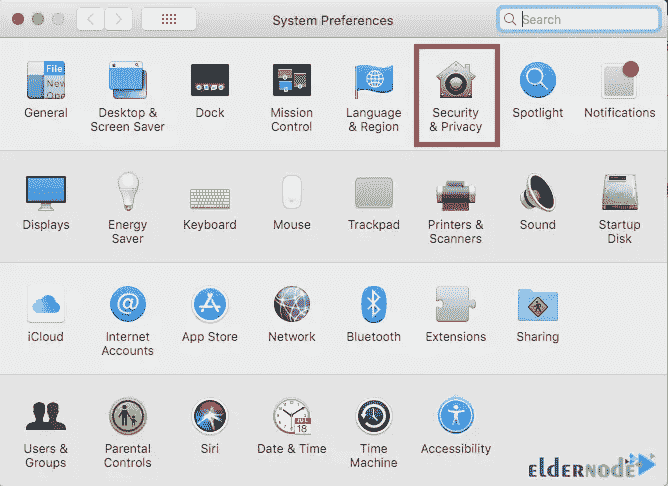 System Preferences
Search
File
New
Ope
General
Desktop &
Screen Saver
Dock
Mission
Control
Language
& Region
Security
& Privacy
Spotlight
Notifications
Displays
Energy
Saver
Keyboard
Mouse
Trackpad
Printers &
Scanners
Sound
Startup
Disk
iCloud
@
Internet
Accounts
App Store
Network
Bluetooth
Extensions
Sharing
Users &
Groups
Parental
Controls
Siri
JUL
18
Date & Time
Time
Machine
Accessibility
eLDERNODE